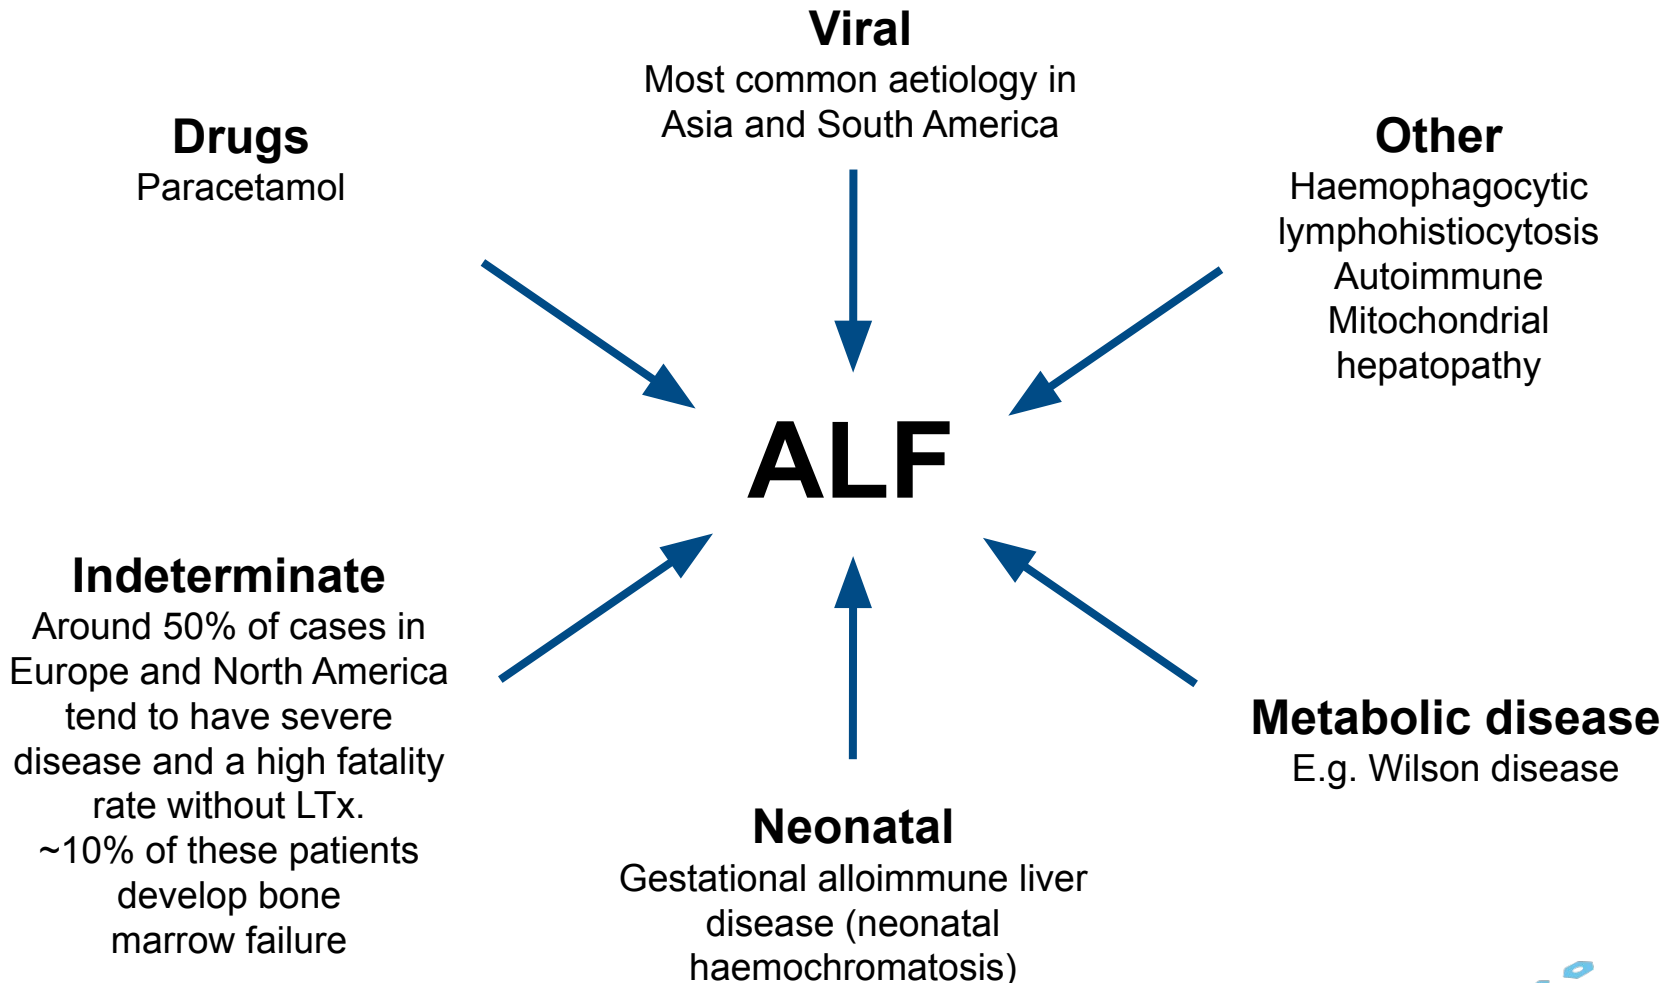 Viral
Most common aetiology in
Asia and South America
Drugs
Paracetamol
Other
Haemophagocytic
lymphohistiocytosis
Autoimmune
Mitochondrial
hepatopathy
ALF
Indeterminate
Around 50% of cases in
Europe and North America
tend to have severe
disease and a high fatality
rate without LTx.
~10% of these patients
develop bone
marrow failure
Neonatal
Gestational alloimmune liver
disease (neonatal
haemochromatosis)
Metabolic disease
E.g. Wilson disease